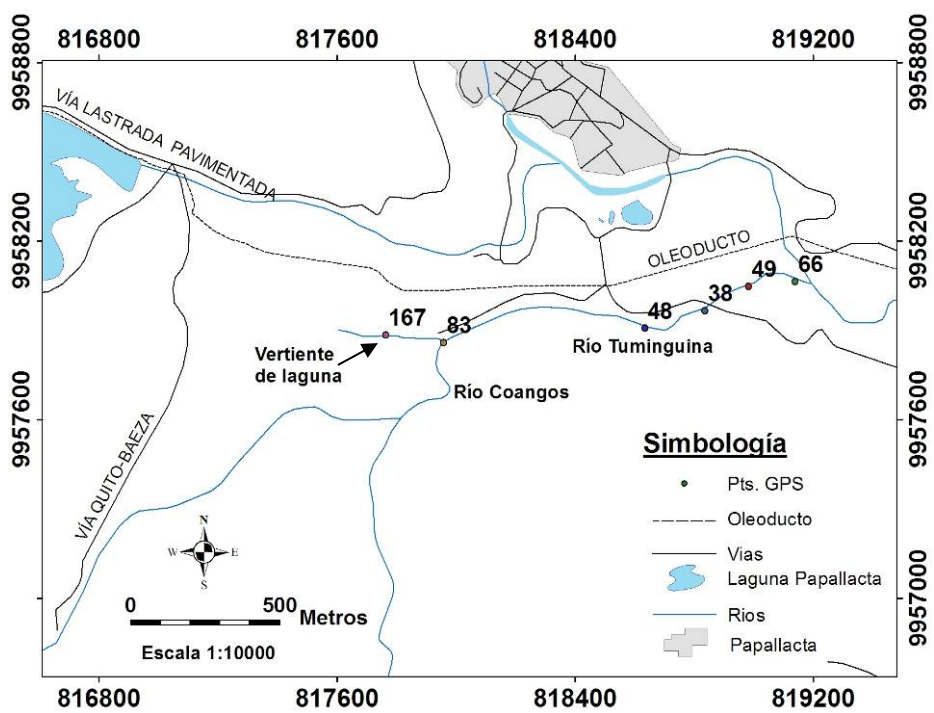 816800 817600 818400 819200
9958800 9958800
VÍA LASTRADA PAVIMENTADA
9958200 9958200
OLEODUCTO
49 66
167 83 48 38
Vertiente
de laguna
Río Tuminguina
Río Coangos
9957600 9957600
VÍA QUITO-BAEZA
Simbología
Pts. GPS
Oleoducto
Vias
Laguna Papallacta
Rios
Papallacta
N
W E
S
9957000 9957000
0 500 Metros
Escala 1:10000
816800 817600 818400 819200